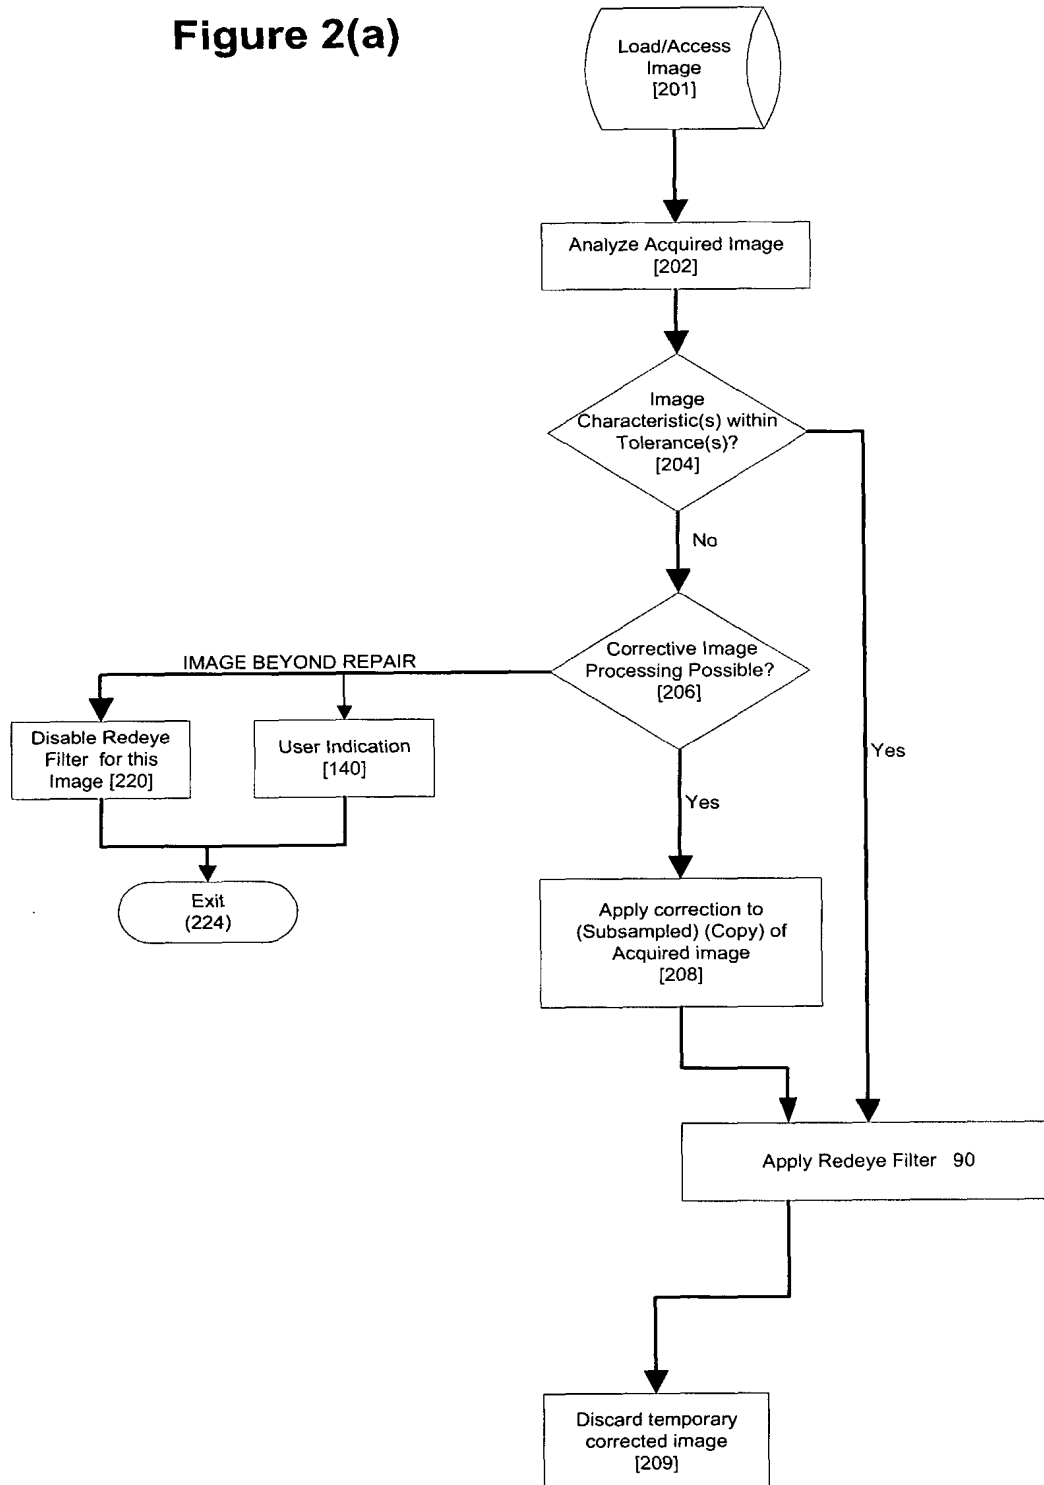 Figure 2(a)
Load/Access
Image
[201]
Analyze Acquired Image
[202]
Image
Characteristic(s) within
Tolerance(s)?
[204]
No
Corrective Image
Processing Possible?
[206]
IMAGE BEYOND REPAIR
Disable Redeye
Filter for this
Image [220]
User Indication
[140]
Yes
Yes
Exit
(224)
Apply correction to
(Subsampled) (Copy) of
Acquired image
[208]
Apply Redeye Filter 90
Discard temporary
corrected image
[209]